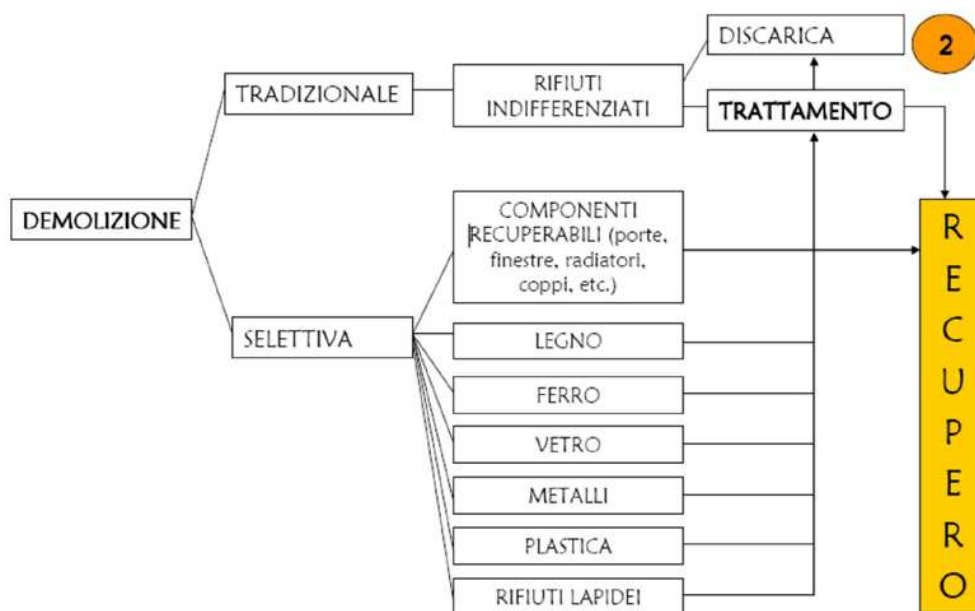 DISCARICA
2
TRADIZIONALE
RIFIUTI
INDIFFERENZIATI
TRATTAMENTO
DEMOLIZIONE
COMPONENTI
RECUPERABILI (porte,
finestre, radiatori,
coppi, etc.)
SELETTIVA
LEGNO
FERRO
VETRO
METALLI
PLASTICA
RIFIUTI LAPIDEI
R
E
C
U
P
E
R
O